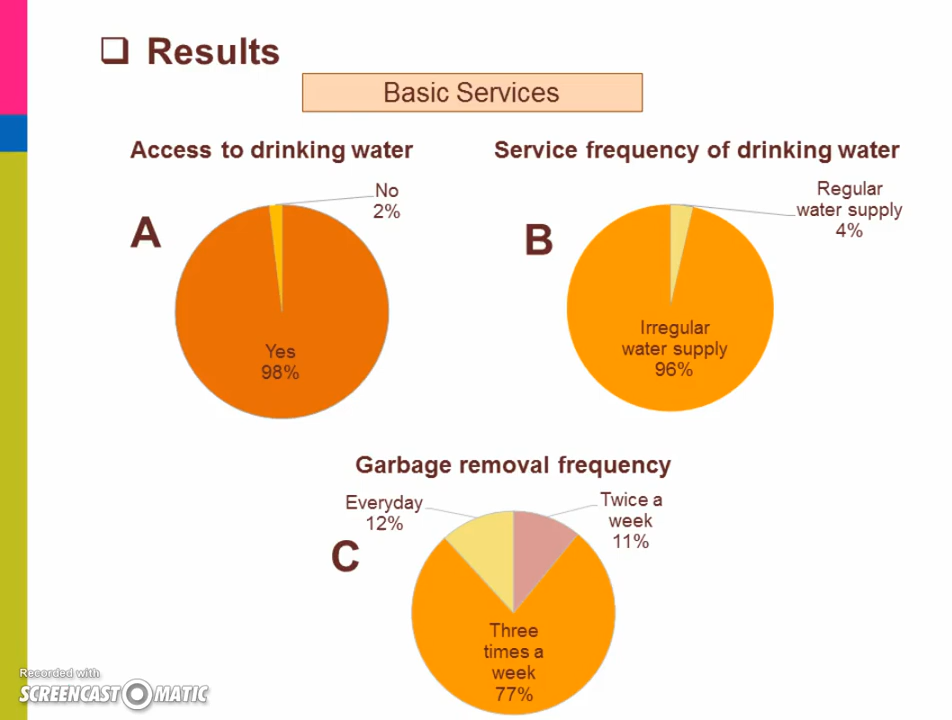 Results
Basic Services
Access to drinking water
Service frequency of drinking water
A
No
2%
Yes
98%
B
Regular
water supply
4%
Irregular
water supply
96%
Garbage removal frequency
C
Everyday
12%
Twice a
week
11%
Three
times a
week
77%
Recorded with
SCREENCAST O MATIC